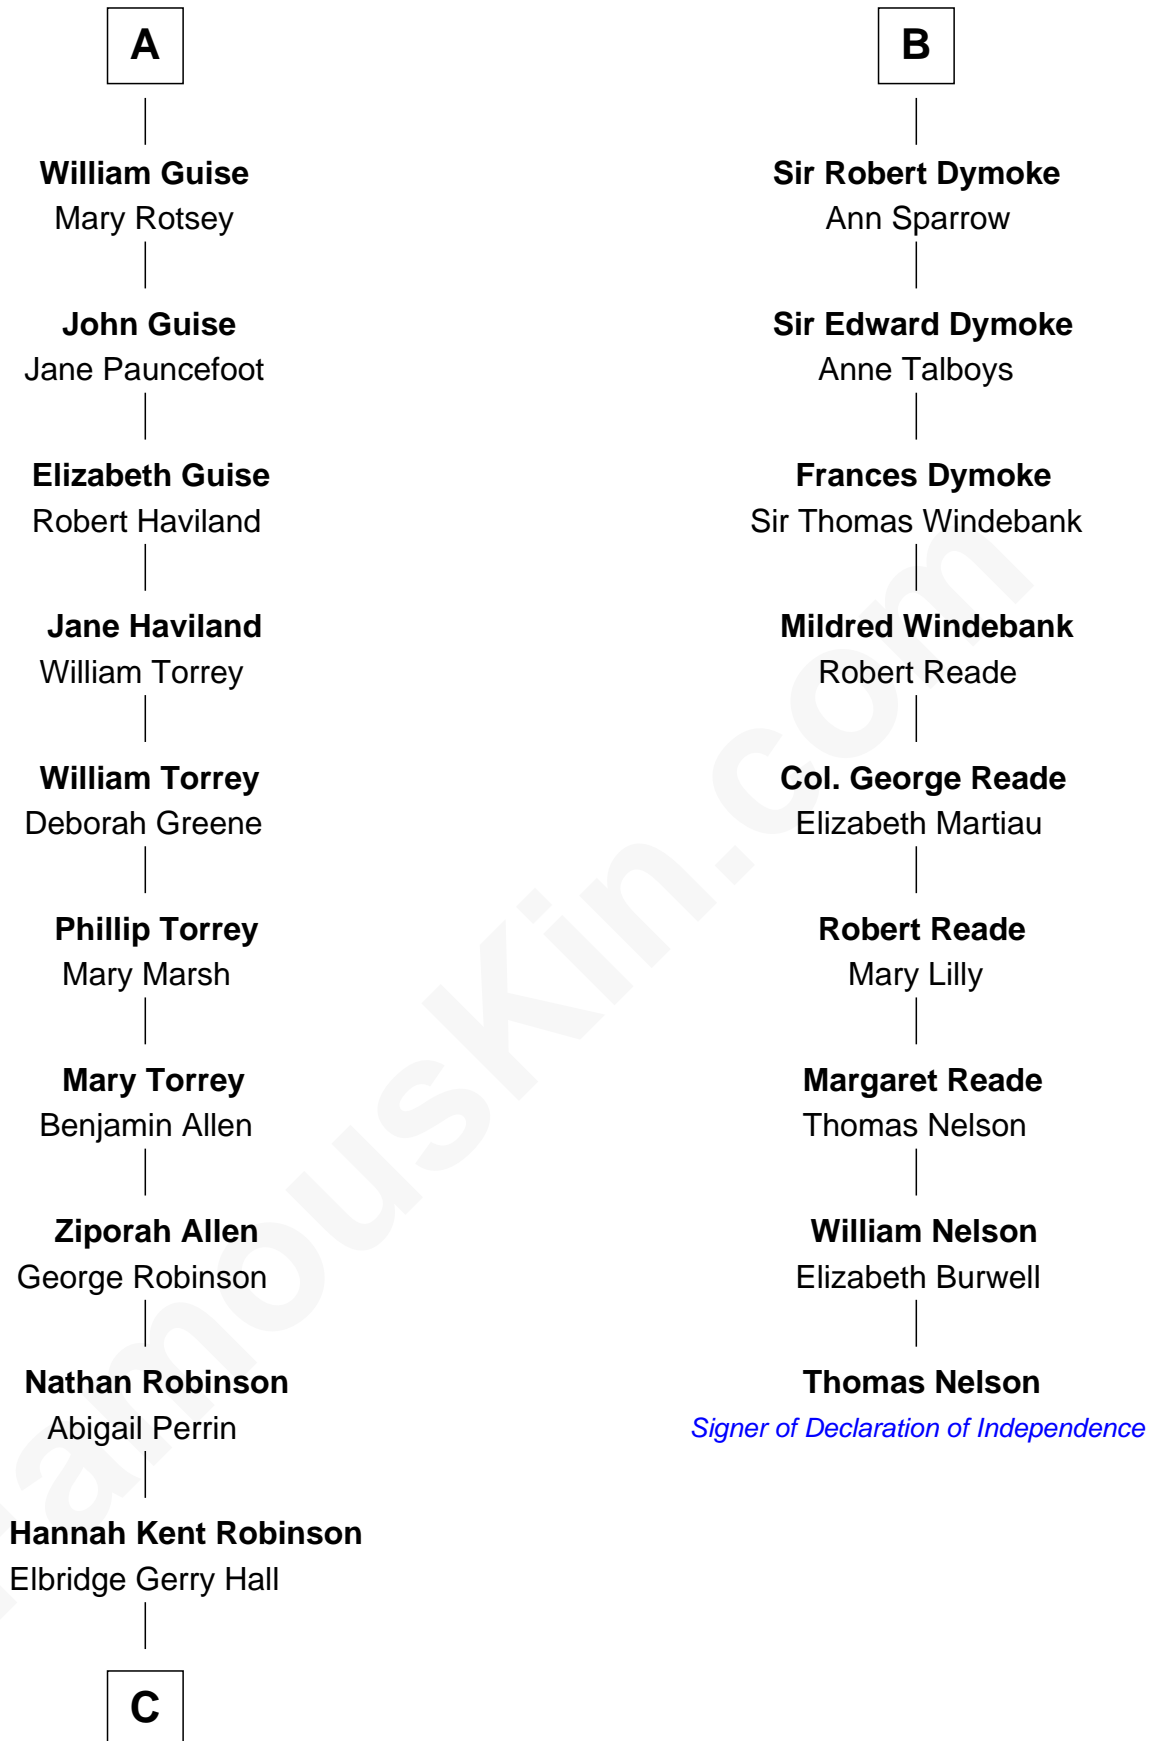 A
William Guise
Mary Rotsey
John Guise
Jane Pauncefoot
Elizabeth Guise
Robert Haviland
Jane Haviland
William Torrey
William Torrey
Deborah Greene
Phillip Torrey
Mary Marsh
Mary Torrey
Benjamin Allen
Ziporah Allen
George Robinson
Nathan Robinson
Abigail Perrin
Hannah Kent Robinson
Elbridge Gerry Hall
C
B
Sir Robert Dymoke
Ann Sparrow
Sir Edward Dymoke
Anne Talboys
Frances Dymoke
Sir Thomas Windebank
Mildred Windebank
Robert Reade
Col. George Reade
Elizabeth Martiau
Robert Reade
Mary Lilly
Margaret Reade
Thomas Nelson
William Nelson
Elizabeth Burwell
Thomas Nelson
Signer of Declaration of Independence
FamousKin.com